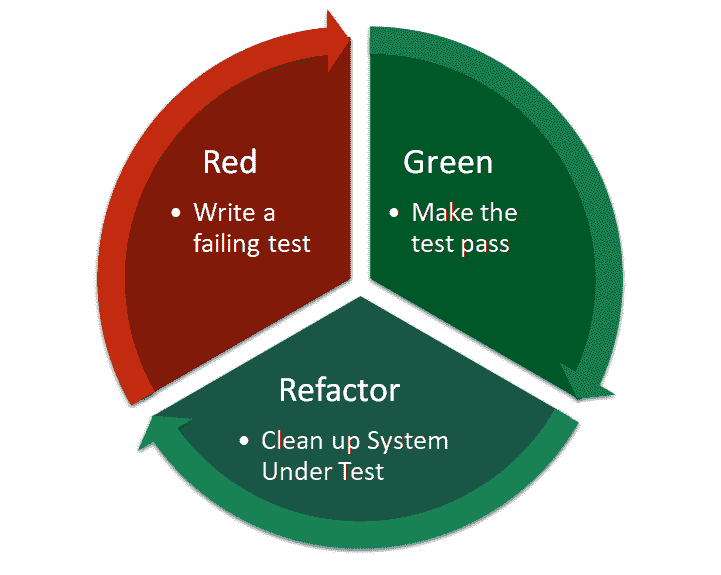 Red
• Write a
failing test
Green
• Make the
test pass
Refactor
• Clean up System
Under Test